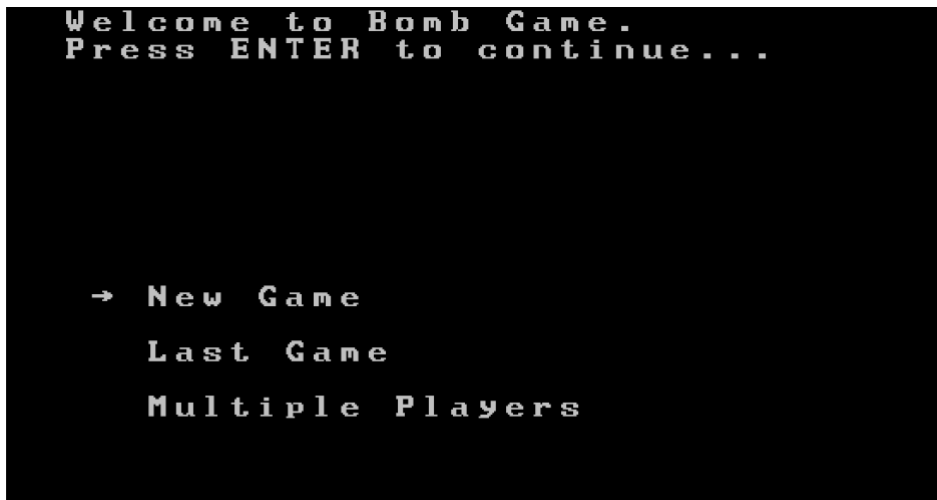 Welcome to Bomb Game.
Press ENTER to continue...
→ New Game
Last Game
Multiple Players